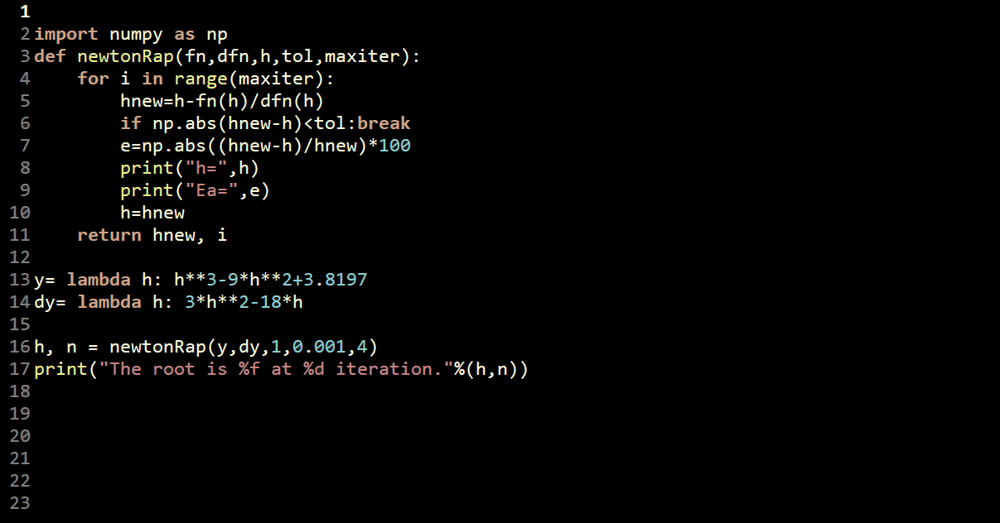 1
2 import numpy as np
3 def newtonRap(fn,dfn,h,tol,maxiter):
4     for i in range(maxiter):
5         hnew=h-fn(h)/dfn(h)
6         if np.abs(hnew-h)<tol:break
7         e=np.abs((hnew-h)/hnew)*100
8         print("h=",h)
9         print("Ea=",e)
10         h=hnew
11     return hnew, i
12
13 y= lambda h: h**3-9*h**2+3.8197
14 dy= lambda h: 3*h**2-18*h
15
16 h, n = newtonRap(y,dy,1,0.001,4)
17 print("The root is %f at %d iteration."%(h,n))
18
19
20
21
22
23